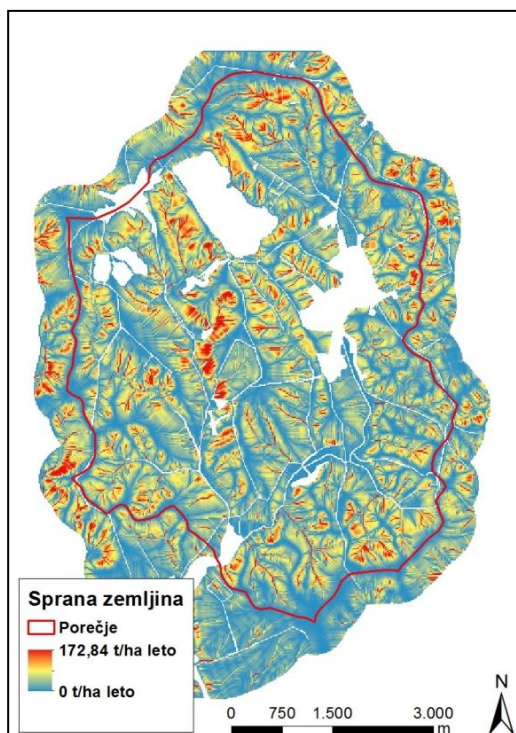 Sprana zemljina
Porečje
172,84 t/ha leto
0 t/ha leto
N
0 750 1.500 3.000
m